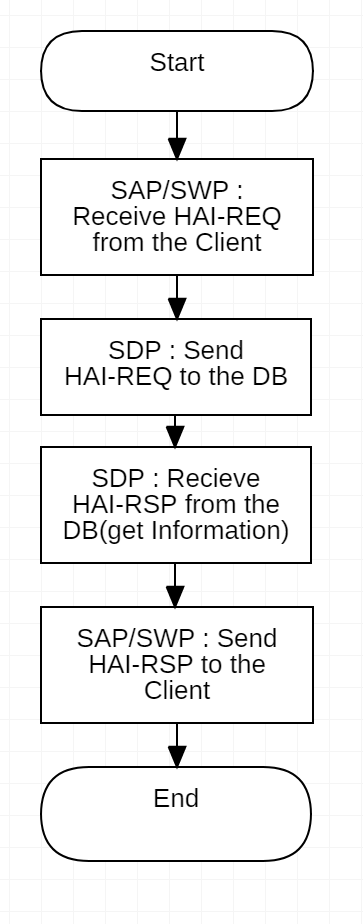 Start
SAP/SWP :
Receive HAI-REQ
from the Client
SDP : Send
HAI-REQ to the DB
SDP : Recieve
HAI-RSP from the
DB(get Information)
SAP/SWP : Send
HAI-RSP to the
Client
End